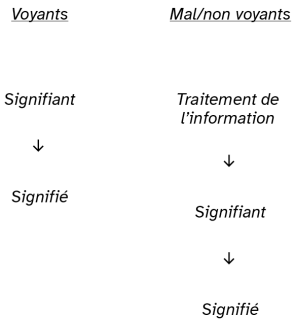 Voyants
Mal/non voyants
Signifiant
Traitement de
l'information
↓
↓
Signifié
Signifiant
↓
Signifié